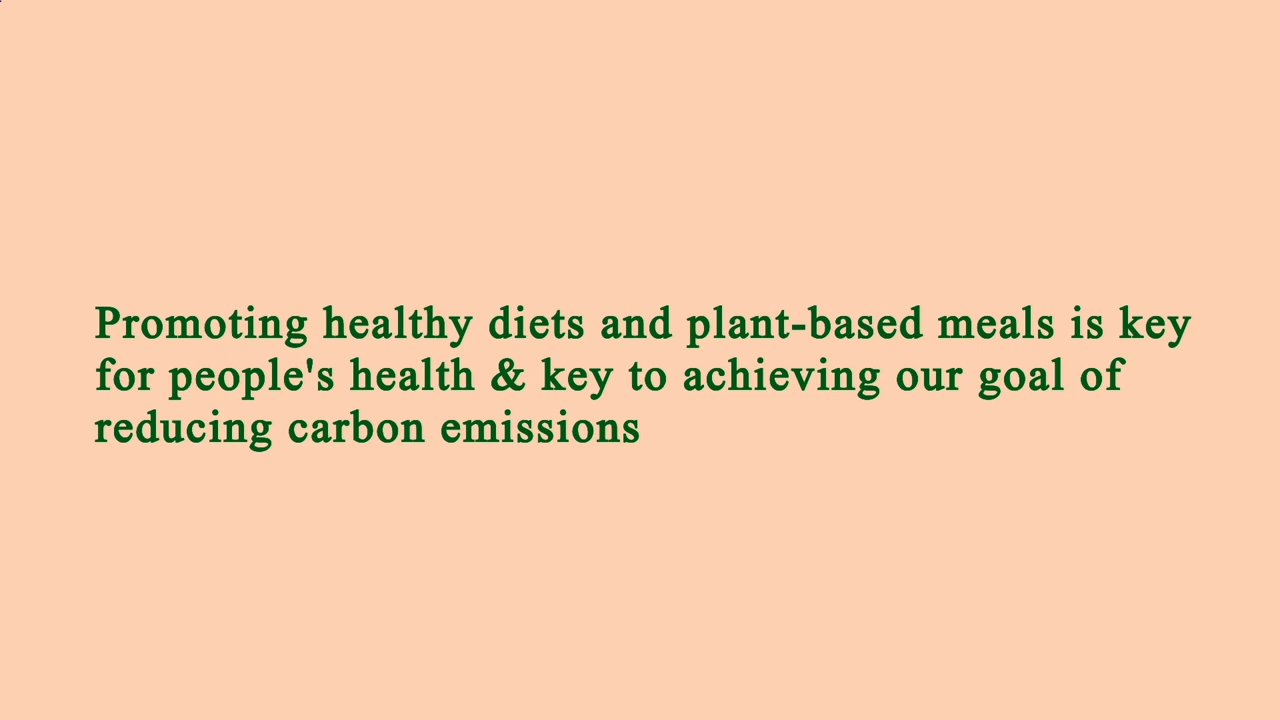 Promoting healthy diets and plant-based meals is key
for people's health & key to achieving our goal of
reducing carbon emissions